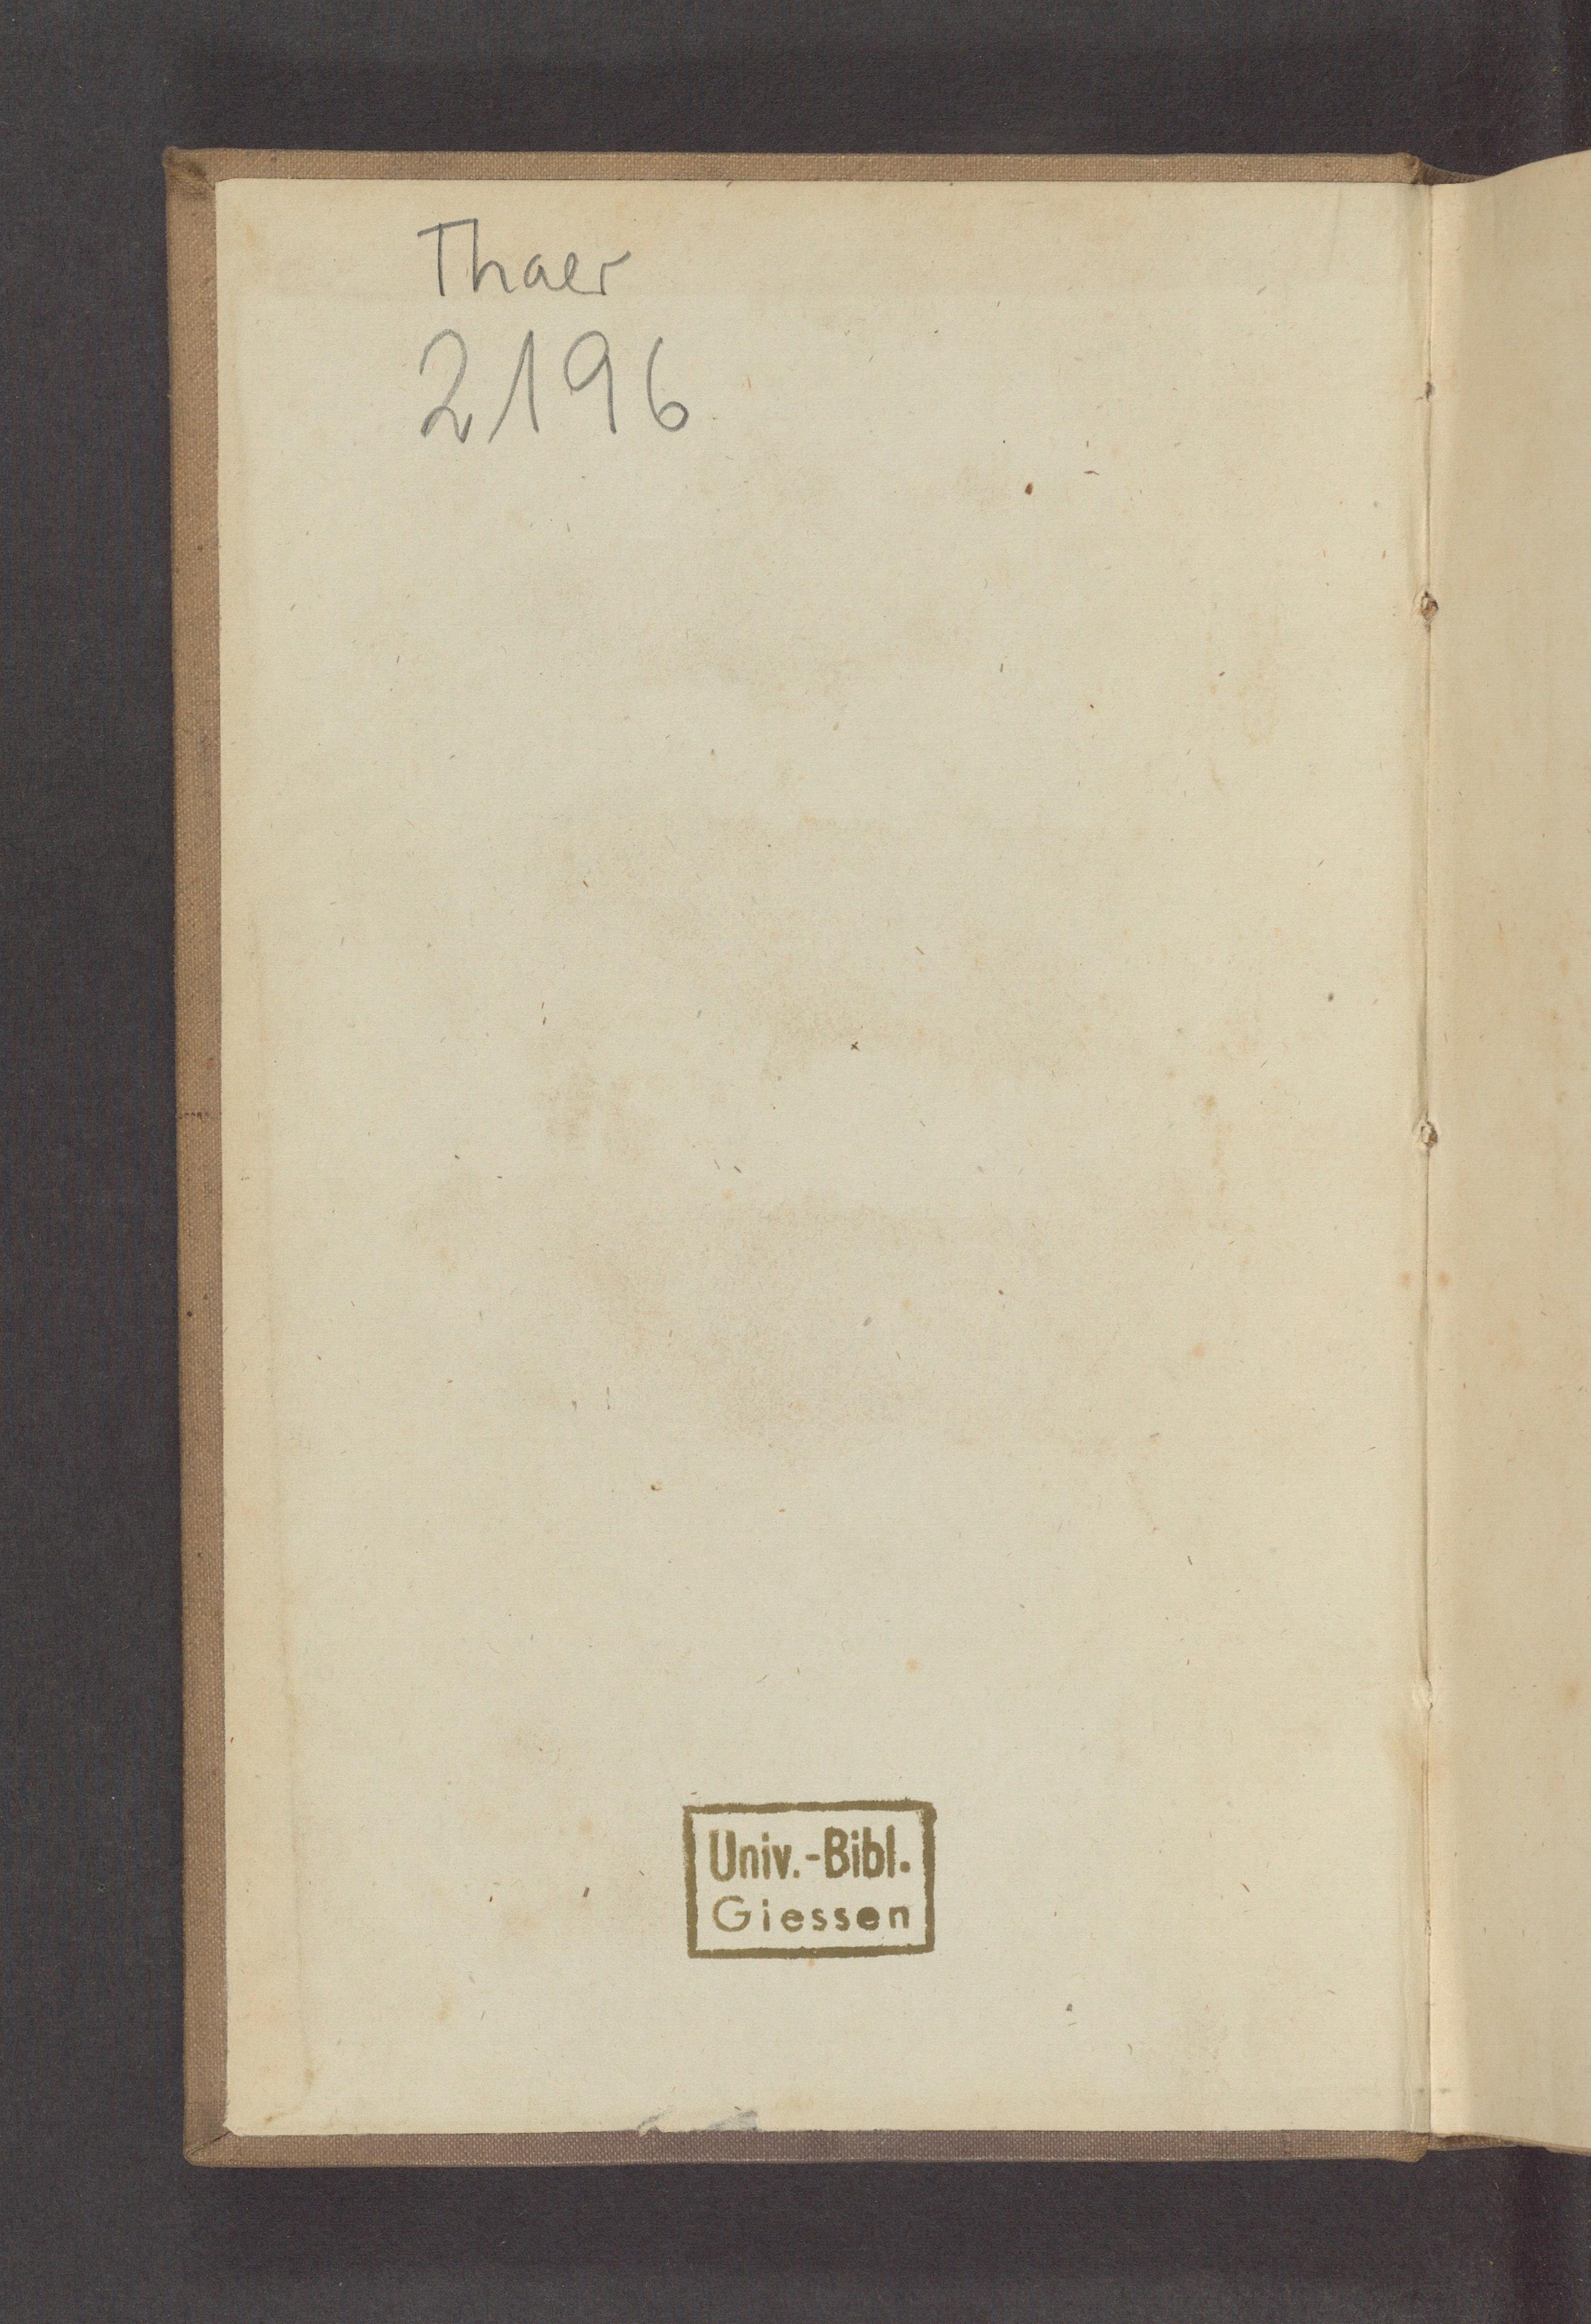 Thaer
2196
Univ.-Bibl.
Giessen